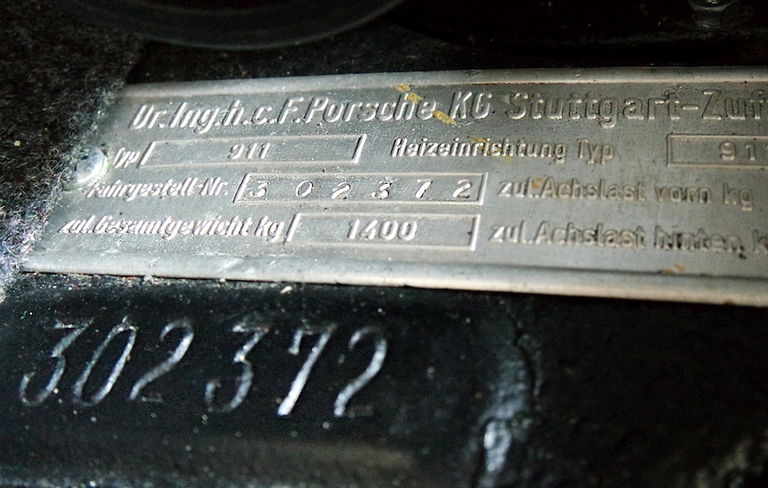 Dr. Ing. h. c. F. Porsche KG Stuttgart-Zuf
Typ 911 Heizeinrichtung Typ 911
Fahrgestell-Nr. 302372 zul. Achslast vorn kg
zul. Gesamtgewicht kg 1400 zul. Achslast hinten k
302372